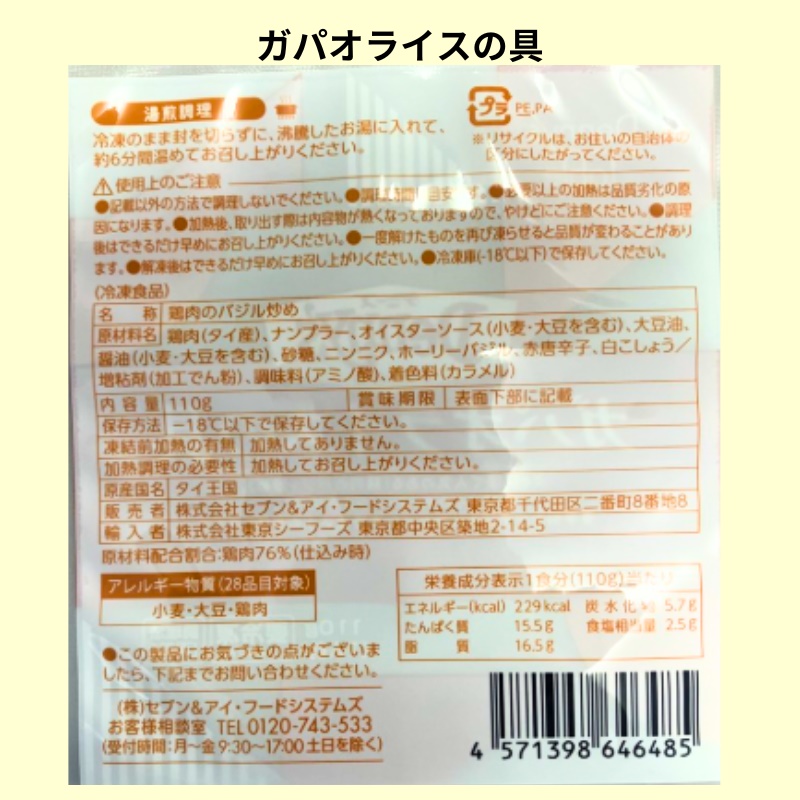 ガパオライスの具
湯煎調理
冷凍のまま封を切らずに、沸騰したお湯に入れて、
約6分間温めてお召し上がりください。
プラ PE,PA
※リサイクルは、お住いの自治体の
区分にしたがってください。
使用上のご注意
●記載以外の方法で調理しないでください。●調理時間は目安です。●必要以上の加熱は品質劣化の原
因になります。●加熱後、取り出す際は内容物が熱くなっておりますので、やけどにご注意ください。●調理
後はできるだけ早めにお召し上がりください。●一度解けたものを再び凍らせると品質が変わることがあり
ます。●解凍後はできるだけ早めにお召し上がりください。●冷凍庫(-18℃以下)で保存してください。
(冷凍食品)
名称 鶏肉のバジル炒め
原材料名 鶏肉(タイ産)、ナンプラー、オイスターソース(小麦・大豆を含む)、大豆油、
醤油(小麦・大豆を含む)、砂糖、ニンニク、ホーリーバジル、赤唐辛子、白こしょう/
増粘剤(加工でん粉)、調味料(アミノ酸)、着色料(カラメル)
内容量 110g 賞味期限 表面下部に記載
保存方法 -18℃以下で保存してください。
凍結前加熱の有無 加熱してありません。
加熱調理の必要性 加熱してお召し上がりください。
原産国名 タイ王国
販売者 株式会社セブン&アイ・フードシステムズ 東京都千代田区二番町8番地8
輸入者 株式会社東京シーフーズ 東京都中央区築地2-14-5
原材料配合割合:鶏肉76%(仕込み時)
アレルギー物質(28品目対象)
小麦・大豆・鶏肉
栄養成分表示1食分(110g)当たり
エネルギー(kcal) 229kcal 炭水化物 5.7g
たんぱく質 15.5g 食塩相当量 2.5g
脂質 16.5g
●この製品にお気づきの点がございま
したら、下記までお問い合わせください。
(株)セブン&アイ・フードシステムズ
お客様相談室 TEL0120-743-533
(受付時間:月〜金9:30〜17:00土日を除く)
4 571398 646485